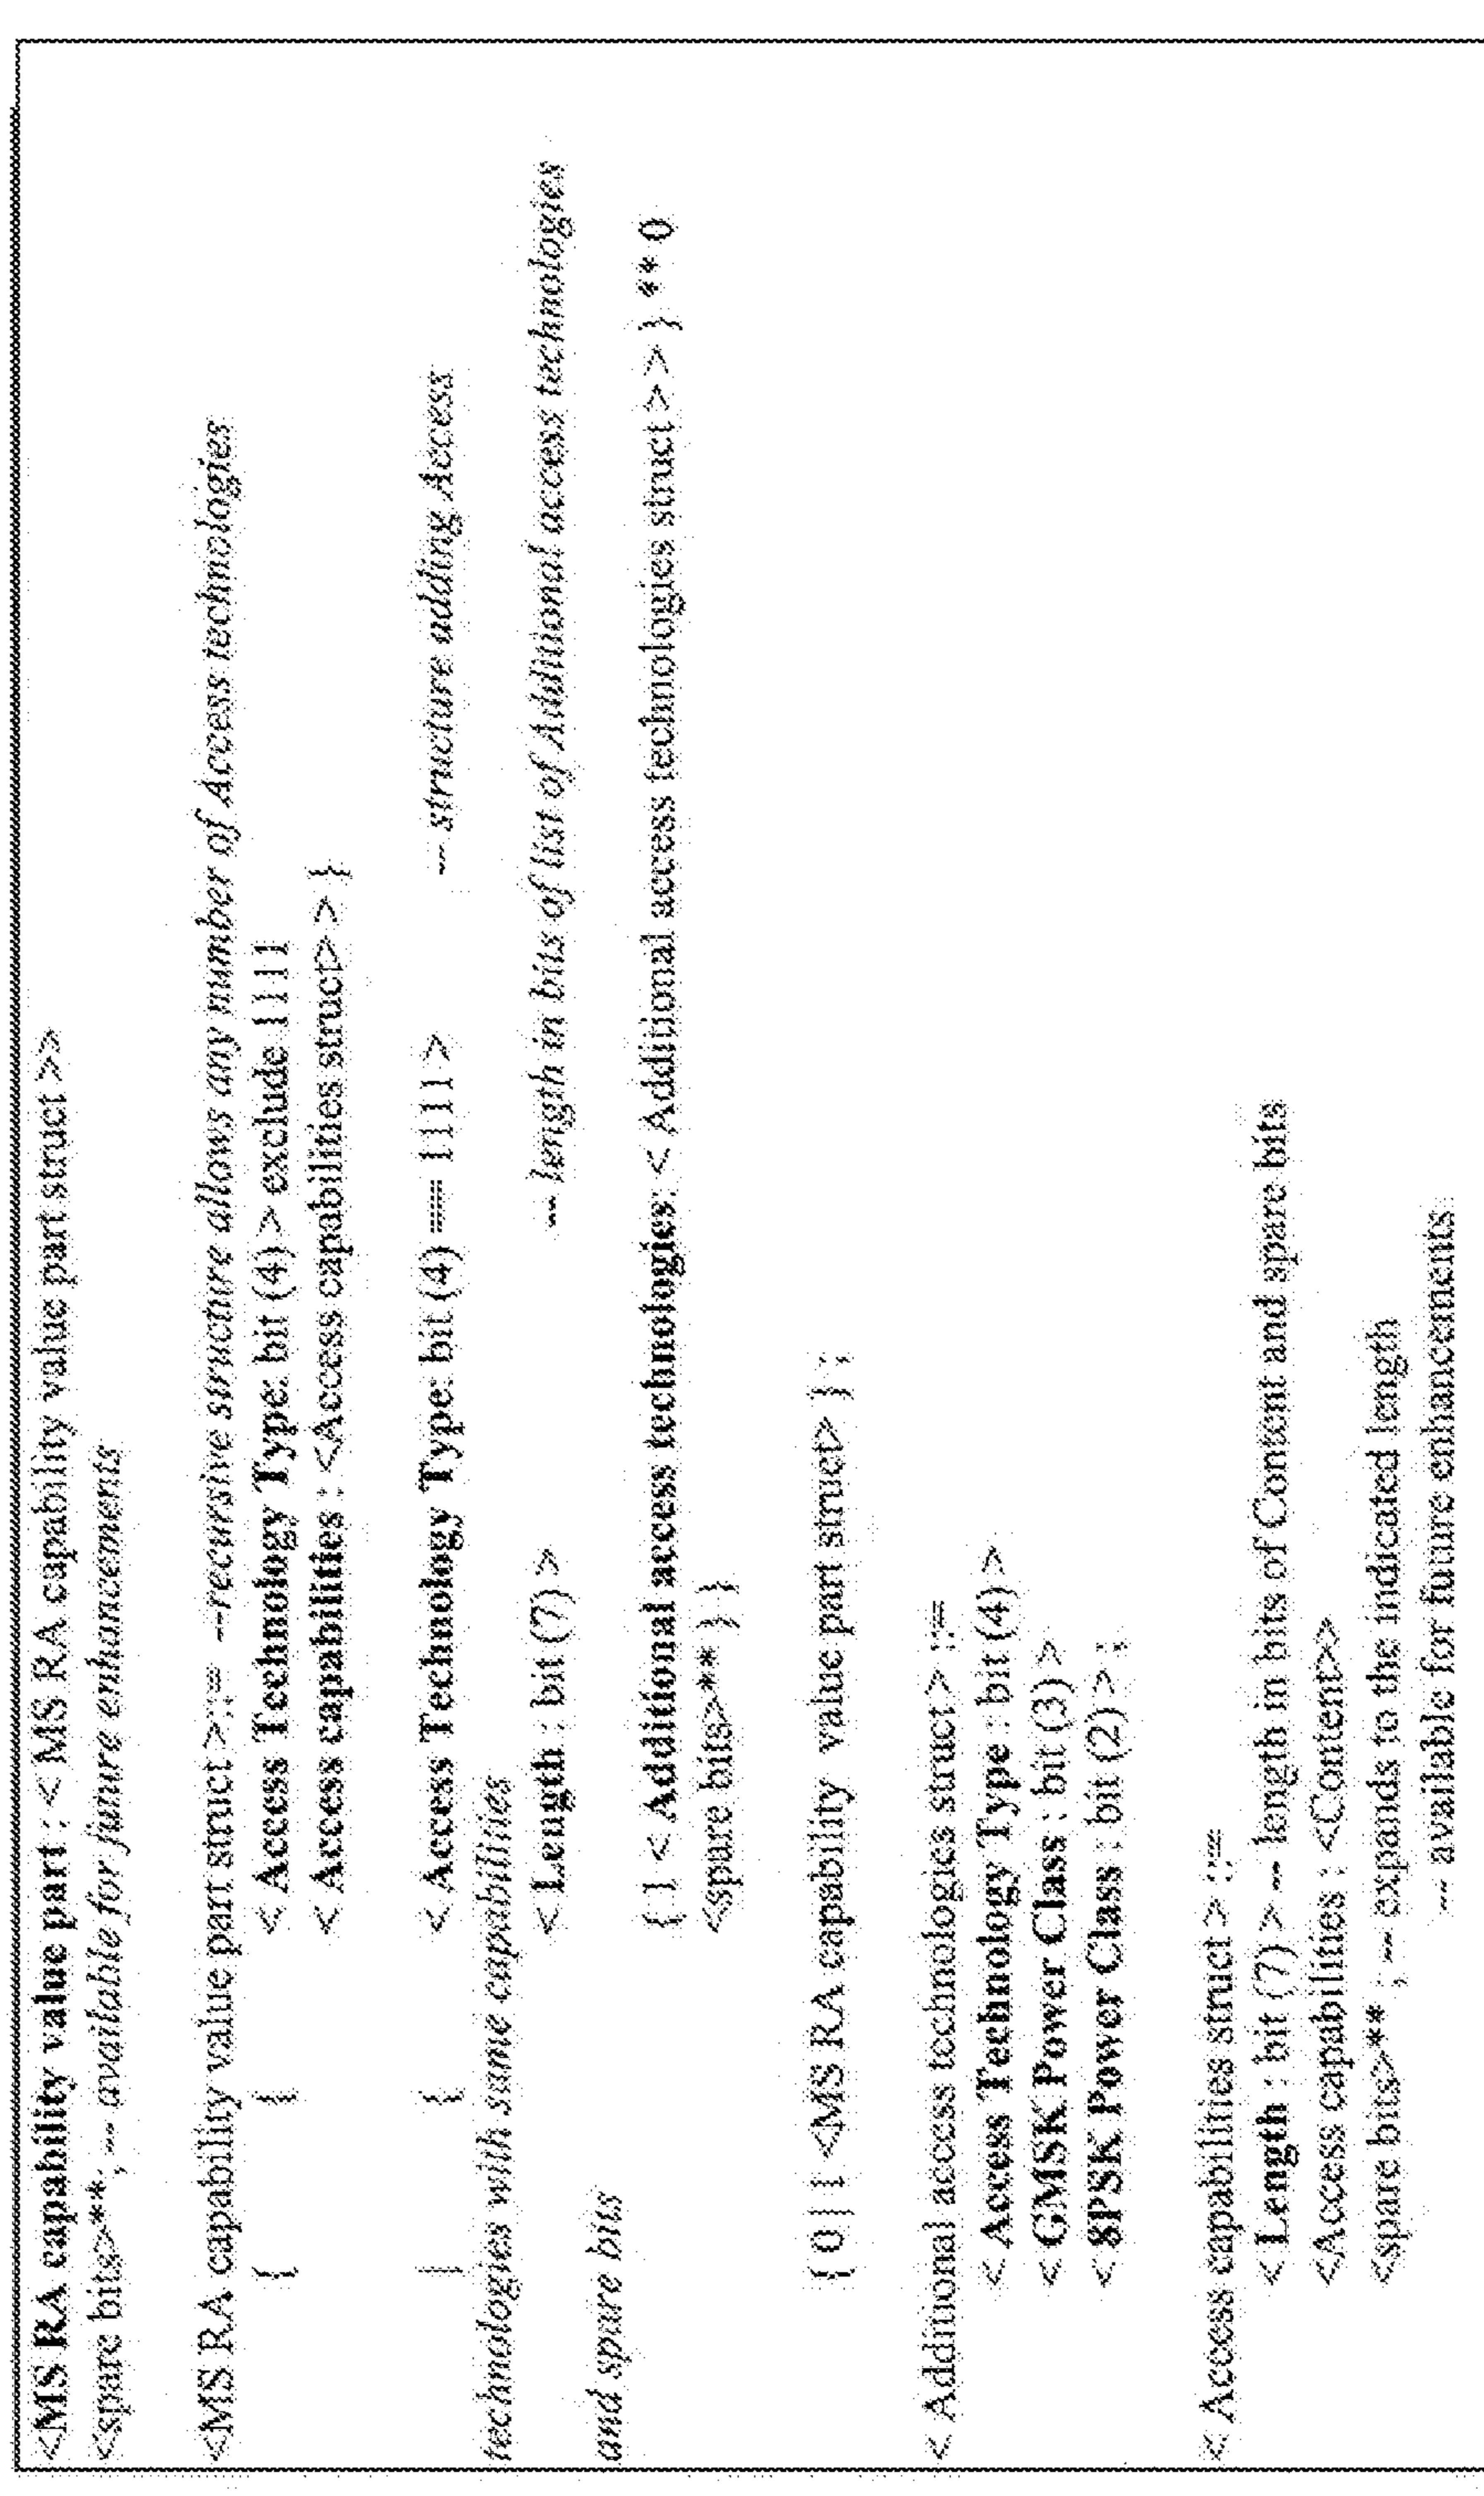 <MS RA capability value part : < MS RA capability value part struct >>
<spare bits>** ; -- available for future enhancements
<MS RA capability value part struct >::= --recursive structure allows any number of Access technologies
{ { < Access Technology Type: bit (4) > exclude 1111
< Access capabilities : <Access capabilities struct> > }
| { < Access Technology Type: bit (4) == 1111 > -- structure adding Access
technologies with same capabilities
< Length : bit (7) > -- length in bits of list of Additional access technologies
and spare bits
{ 1 < Additional access technologies: < Additional access technologies struct > > } ** 0
<spare bits>** } }
{ 0 | 1 <MS RA capability value part struct> } ;
< Additional access technologies struct > ::=
< Access Technology Type : bit (4) >
< GMSK Power Class : bit (3) >
< 8PSK Power Class : bit (2) > ;
< Access capabilities struct > ::=
< Length : bit (7) > -- length in bits of Content and spare bits
<Access capabilities : <Content>>
<spare bits>** ; -- expands to the indicated length
-- available for future enhancements